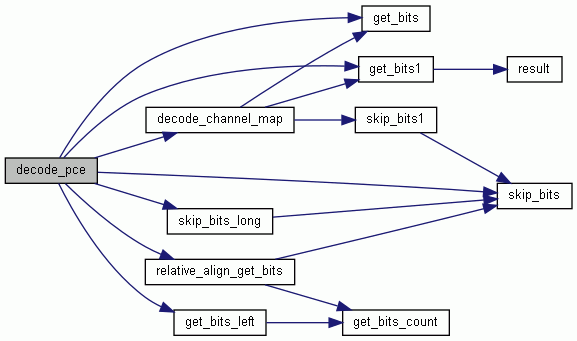 get_bits
get_bits1
result
decode_channel_map
skip_bits1
decode_pce
skip_bits
skip_bits_long
relative_align_get_bits
get_bits_left
get_bits_count